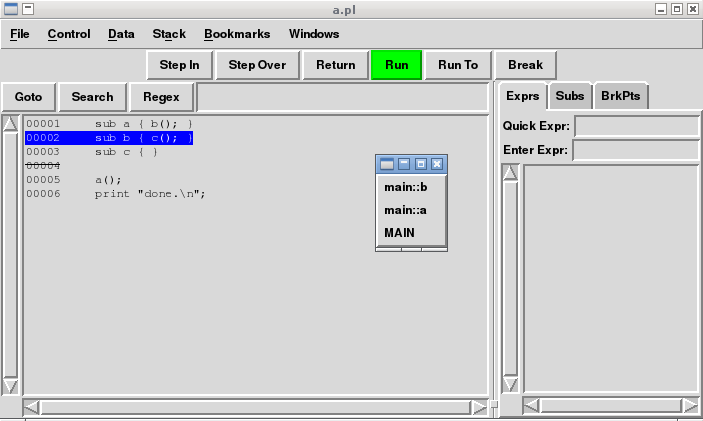 a.pl
File Control Data Stack Bookmarks Windows
Step In Step Over Return Run Run To Break
Goto Search Regex
Exprs Subs BrkPts
Quick Expr:
Enter Expr:
00001 sub a { b(); }
00002 sub b { c(); }
00003 sub c { }
00004
00005 a();
00006 print "done.\n";
main::b
main::a
MAIN